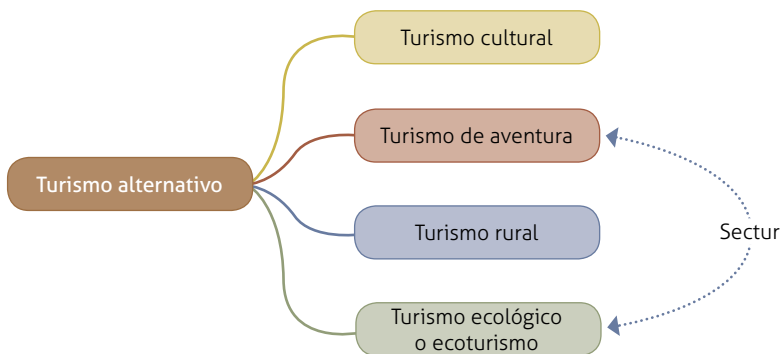 Turismo cultural
Turismo de aventura
Turismo alternativo
Turismo rural
Sectur
Turismo ecológico
o ecoturismo